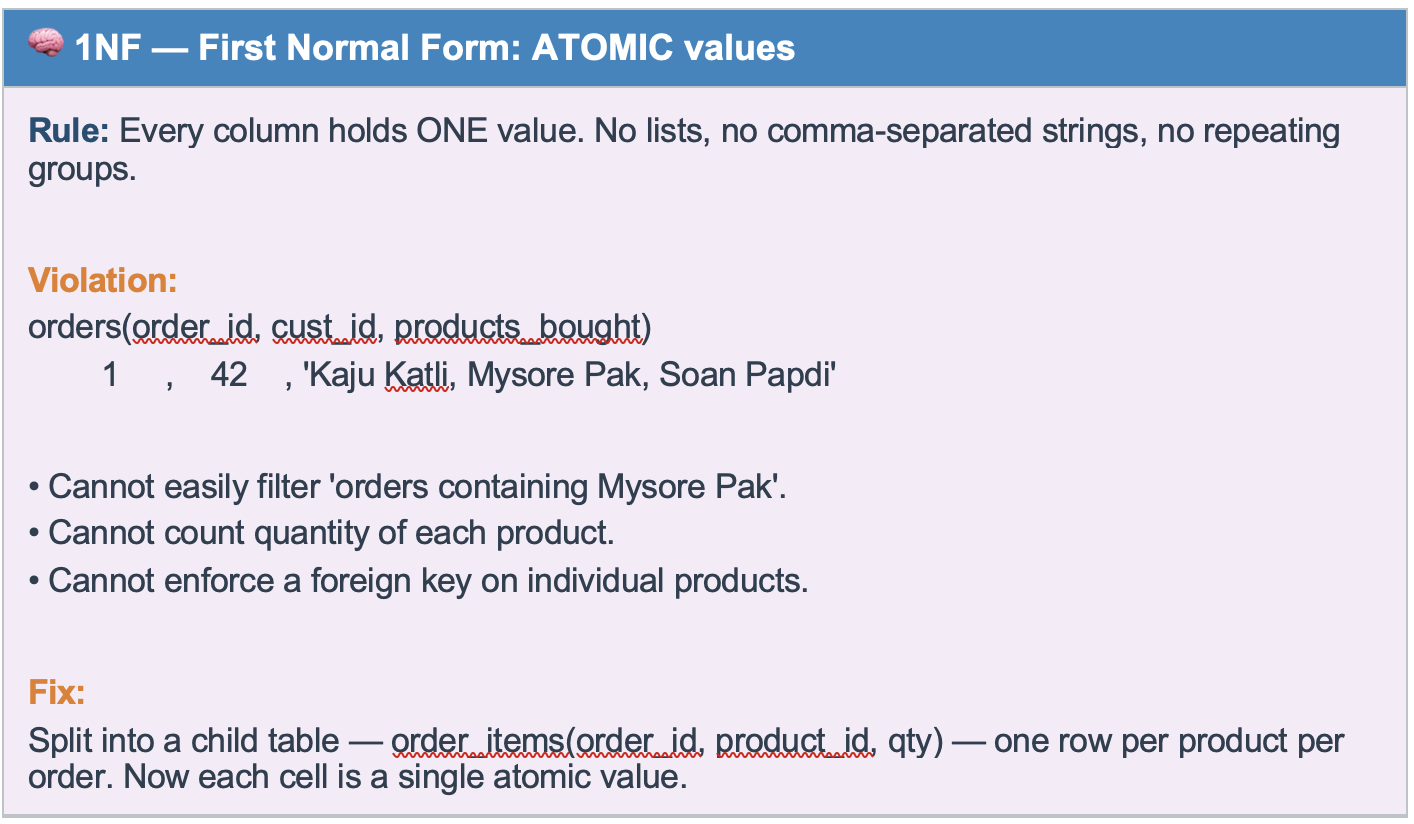 🧠 1NF — First Normal Form: ATOMIC values
Rule: Every column holds ONE value. No lists, no comma-separated strings, no repeating
groups.
Violation:
orders(order_id, cust_id, products_bought)
1 , 42 , 'Kaju Katli, Mysore Pak, Soan Papdi'
• Cannot easily filter 'orders containing Mysore Pak'.
• Cannot count quantity of each product.
• Cannot enforce a foreign key on individual products.
Fix:
Split into a child table — order_items(order_id, product_id, qty) — one row per product per
order. Now each cell is a single atomic value.